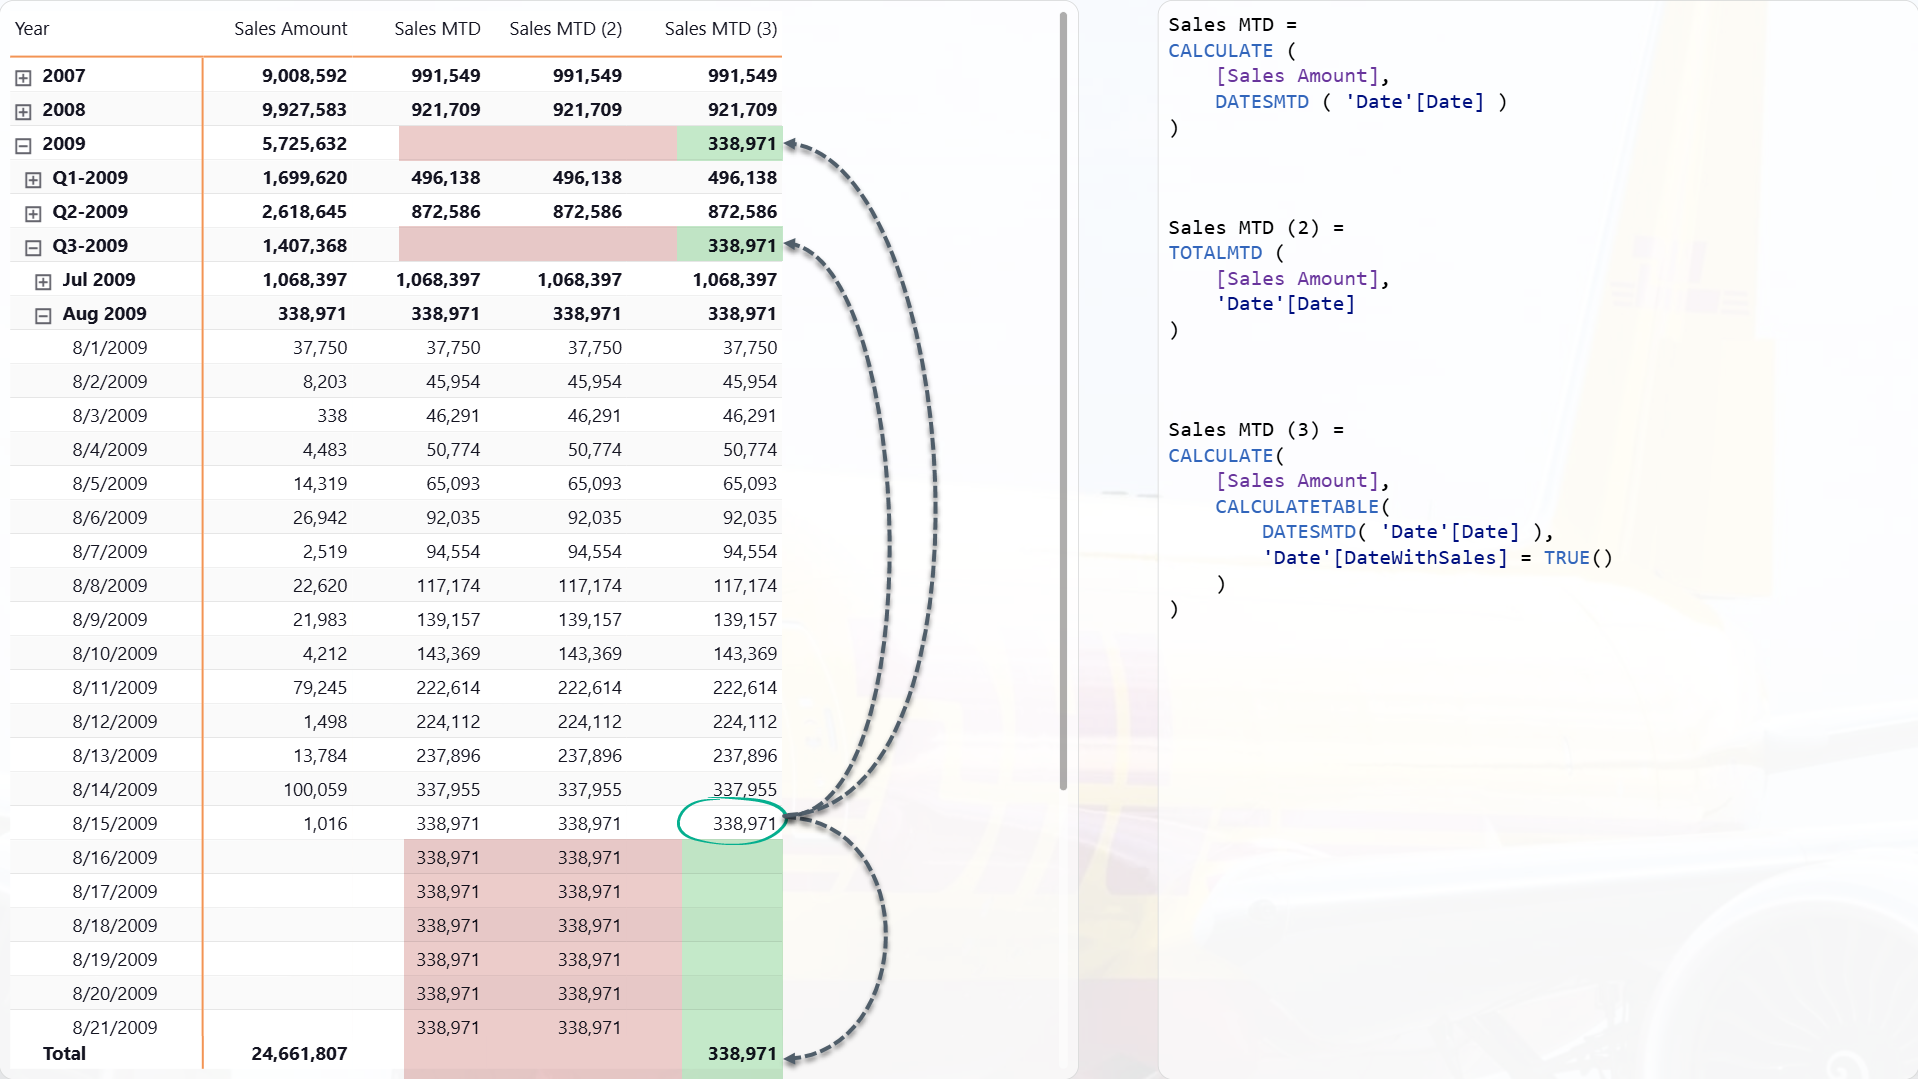 Year Sales Amount Sales MTD Sales MTD (2) Sales MTD (3)
2007 9,008,592 991,549 991,549 991,549
2008 9,927,583 921,709 921,709 921,709
2009 5,725,632 338,971
Q1-2009 1,699,620 496,138 496,138 496,138
Q2-2009 2,618,645 872,586 872,586 872,586
Q3-2009 1,407,368 338,971
Jul 2009 1,068,397 1,068,397 1,068,397 1,068,397
Aug 2009 338,971 338,971 338,971 338,971
8/1/2009 37,750 37,750 37,750 37,750
8/2/2009 8,203 45,954 45,954 45,954
8/3/2009 338 46,291 46,291 46,291
8/4/2009 4,483 50,774 50,774 50,774
8/5/2009 14,319 65,093 65,093 65,093
8/6/2009 26,942 92,035 92,035 92,035
8/7/2009 2,519 94,554 94,554 94,554
8/8/2009 22,620 117,174 117,174 117,174
8/9/2009 21,983 139,157 139,157 139,157
8/10/2009 4,212 143,369 143,369 143,369
8/11/2009 79,245 222,614 222,614 222,614
8/12/2009 1,498 224,112 224,112 224,112
8/13/2009 13,784 237,896 237,896 237,896
8/14/2009 100,059 337,955 337,955 337,955
8/15/2009 1,016 338,971 338,971 338,971
8/16/2009 338,971 338,971
8/17/2009 338,971 338,971
8/18/2009 338,971 338,971
8/19/2009 338,971 338,971
8/20/2009 338,971 338,971
8/21/2009 338,971 338,971
Total 24,661,807 338,971
Sales MTD =
CALCULATE (
    [Sales Amount],
    DATESMTD ( 'Date'[Date] )
)
Sales MTD (2) =
TOTALMTD (
    [Sales Amount],
    'Date'[Date]
)
Sales MTD (3) =
CALCULATE(
    [Sales Amount],
    CALCULATETABLE(
        DATESMTD( 'Date'[Date] ),
        'Date'[DateWithSales] = TRUE()
    )
)